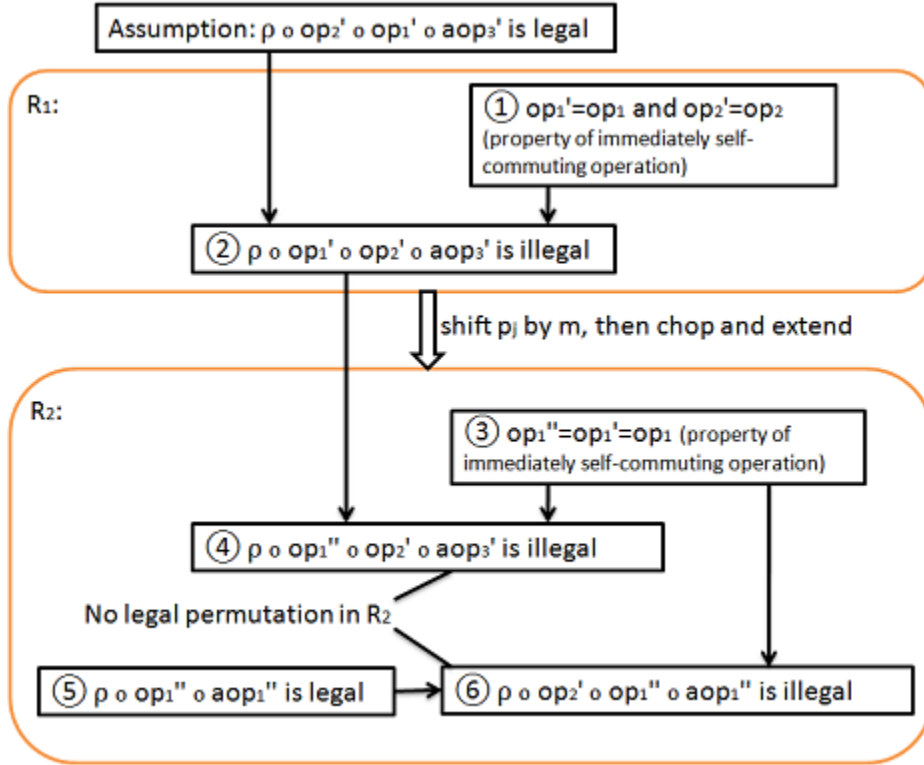 Assumption: ρ o op₂' o op₁' o aop₃' is legal
R₁:
① op₁'=op₁ and op₂'=op₂
(property of immediately self-
commuting operation)
② ρ o op₁' o op₂' o aop₃' is illegal
shift pⱼ by m, then chop and extend
R₂:
③ op₁''=op₁'=op₁ (property of
immediately self-commuting operation)
④ ρ o op₁'' o op₂' o aop₃' is illegal
No legal permutation in R₂
⑤ ρ o op₁'' o aop₁'' is legal
⑥ ρ o op₂' o op₁'' o aop₁'' is illegal